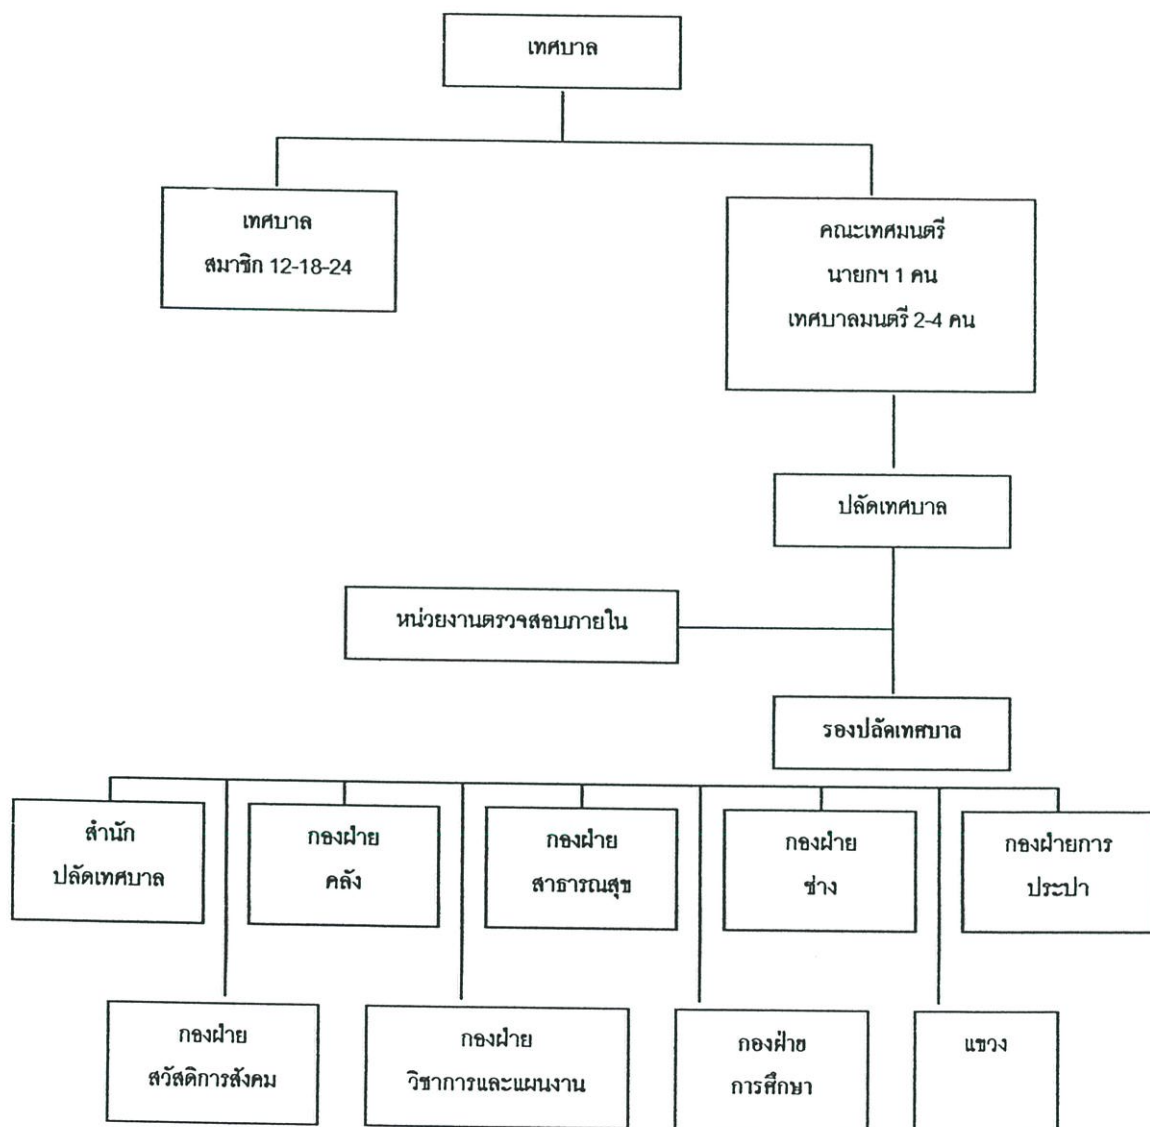 เทศบาล
เทศบาล
สมาชิก 12-18-24
คณะเทศมนตรี
นายกฯ 1 คน
เทศบาลมนตรี 2-4 คน
ปลัดเทศบาล
หน่วยงานตรวจสอบภายใน
รองปลัดเทศบาล
สำนัก
ปลัดเทศบาล
กองฝ่าย
คลัง
กองฝ่าย
สาธารณสุข
กองฝ่าย
ช่าง
กองฝ่ายการ
ประปา
กองฝ่าย
สวัสดิการสังคม
กองฝ่าย
วิชาการและแผนงาน
กองฝ่าย
การศึกษา
แขวง